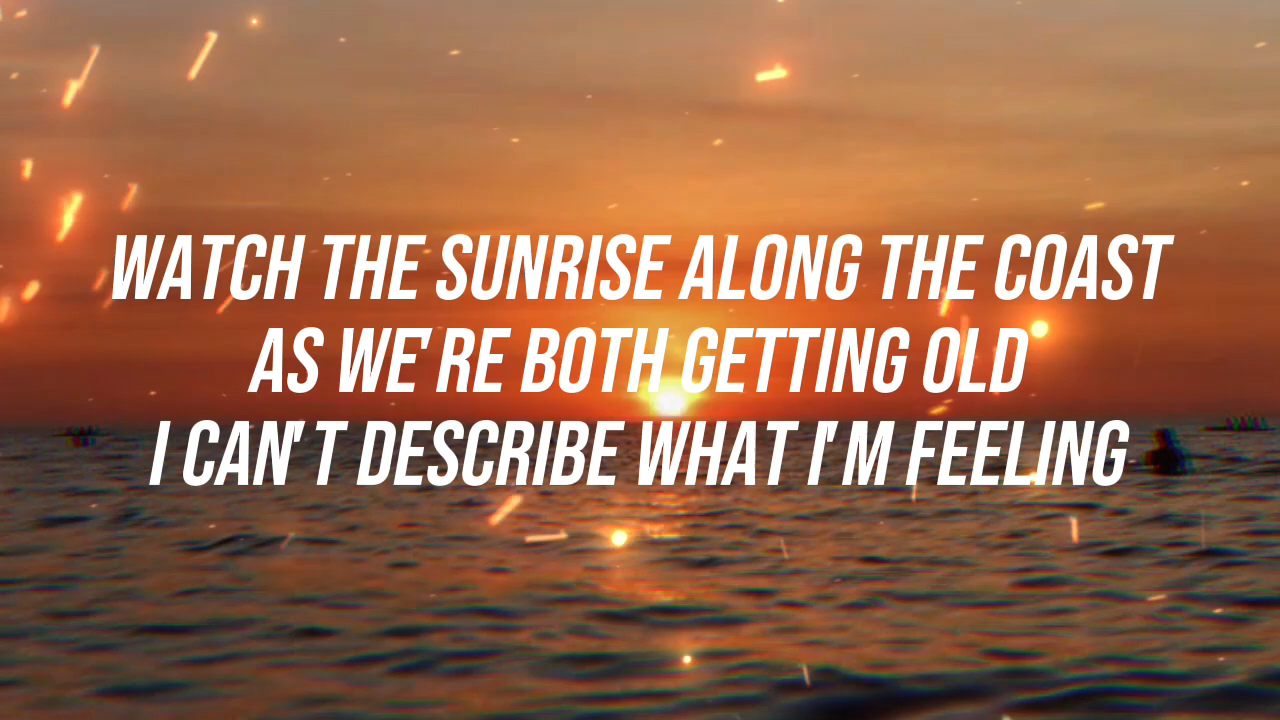 WATCH THE SUNRISE ALONG THE COAST
AS WE'RE BOTH GETTING OLD
I CAN'T DESCRIBE WHAT I'M FEELING